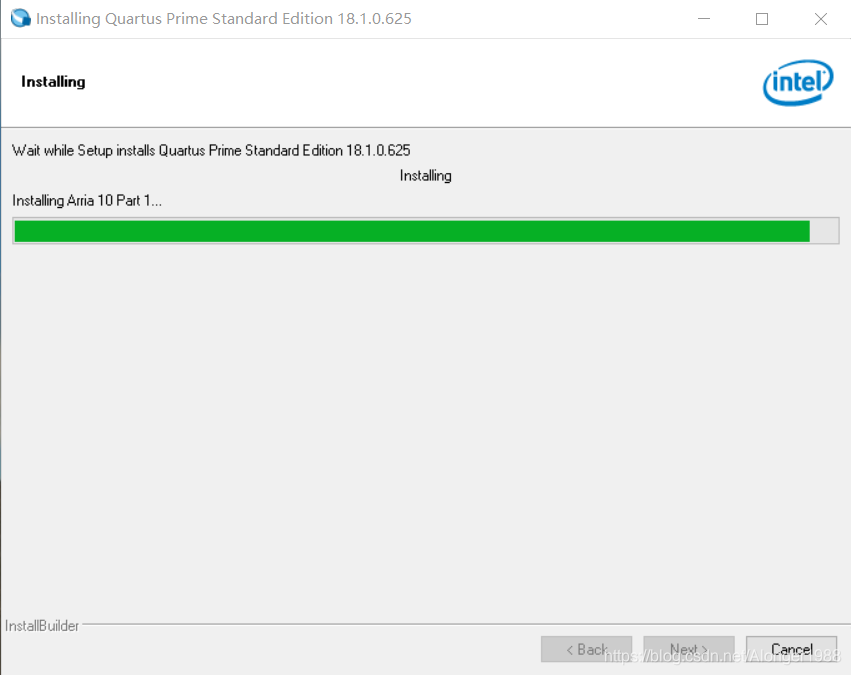 Installing Quartus Prime Standard Edition 18.1.0.625
Installing
intel
Wait while Setup installs Quartus Prime Standard Edition 18.1.0.625
Installing
Installing Arria 10 Part 1...
InstallBuilder
< Back
Next >
Cancel
https://blog.csdn.net/Alonger1988